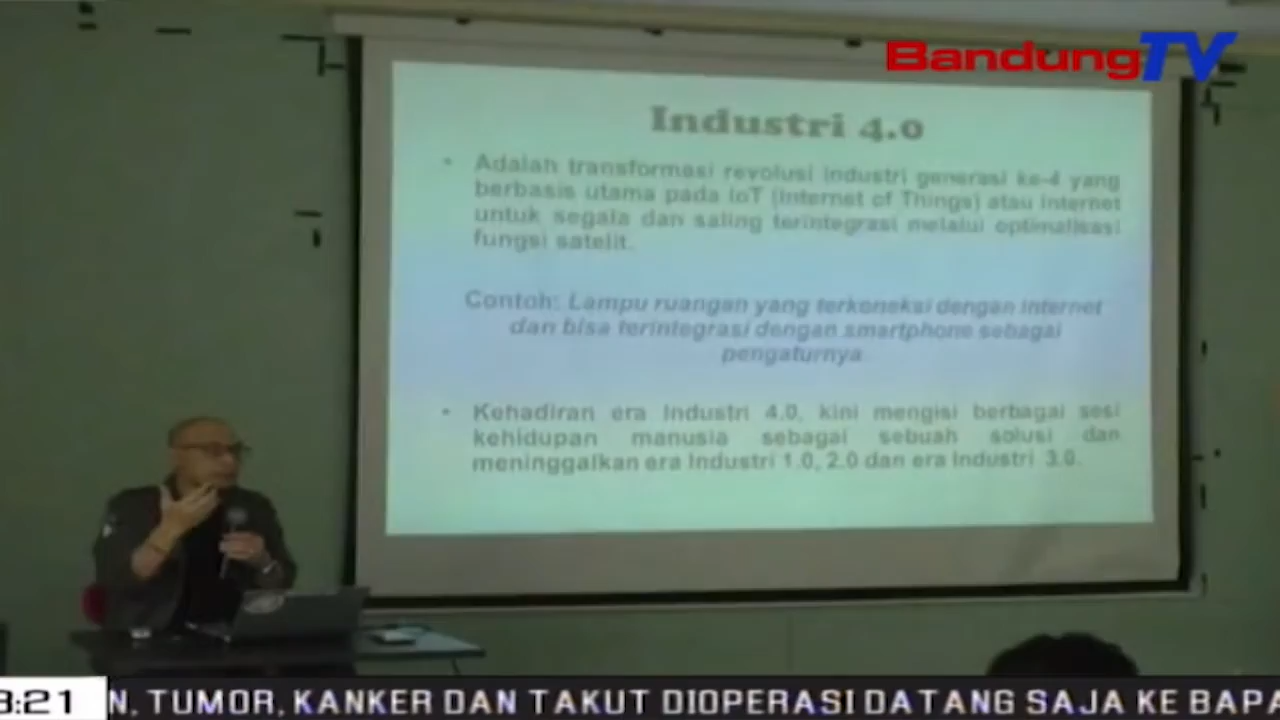 BandungTV
Industri 4.0
• Adalah transformasi revolusi industri generasi ke-4 yang
berbasis utama pada IoT (Internet of Things) atau internet
untuk segala dan saling terintegrasi melalui optimalisasi
fungsi satelit.
Contoh: Lampu ruangan yang terkoneksi dengan internet
dan bisa terintegrasi dengan smartphone sebagai
pengaturnya
• Kehadiran era Industri 4.0, kini mengisi berbagai sesi
kehidupan manusia sebagai sebuah solusi dan
meninggalkan era Industri 1.0, 2.0 dan era Industri 3.0.
:21 N, TUMOR, KANKER DAN TAKUT DIOPERASI DATANG SAJA KE BAPA